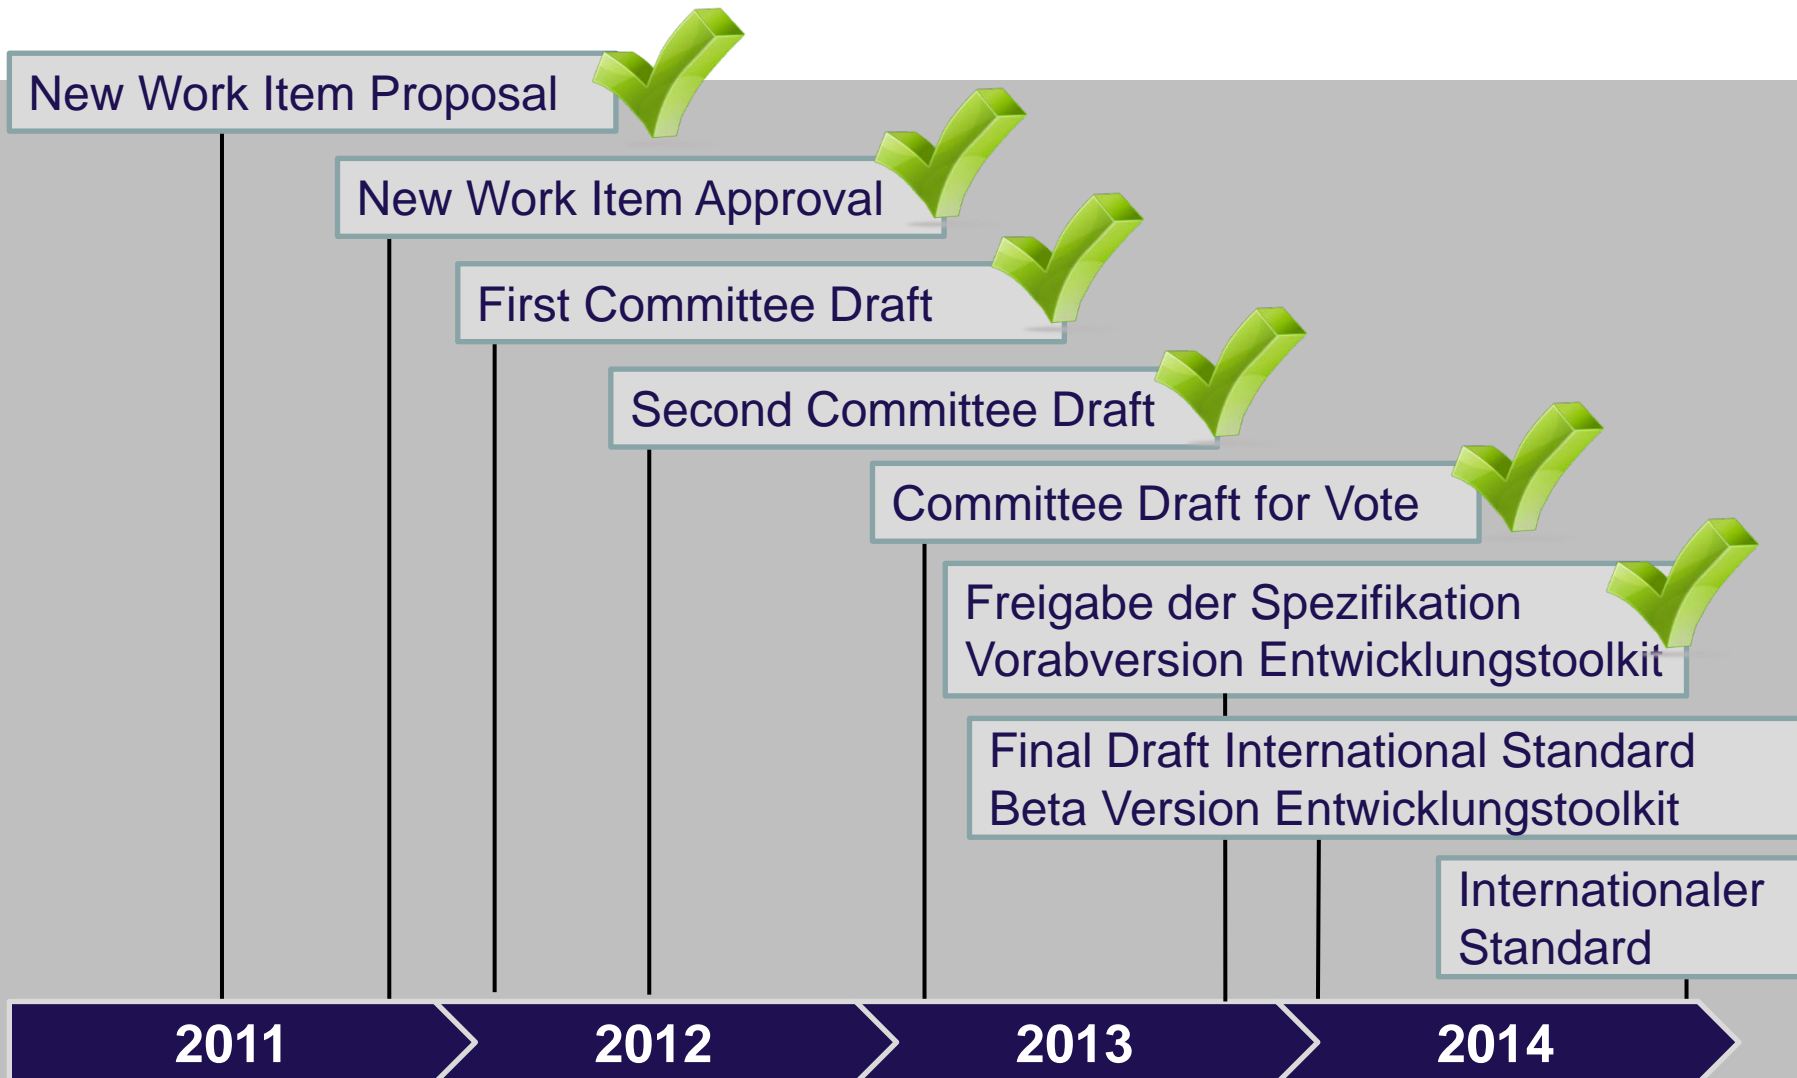 New Work Item Proposal
New Work Item Approval
First Committee Draft
Second Committee Draft
Committee Draft for Vote
Freigabe der Spezifikation
Vorabversion Entwicklungstoolkit
Final Draft International Standard
Beta Version Entwicklungstoolkit
Internationaler
Standard
2011 2012 2013 2014